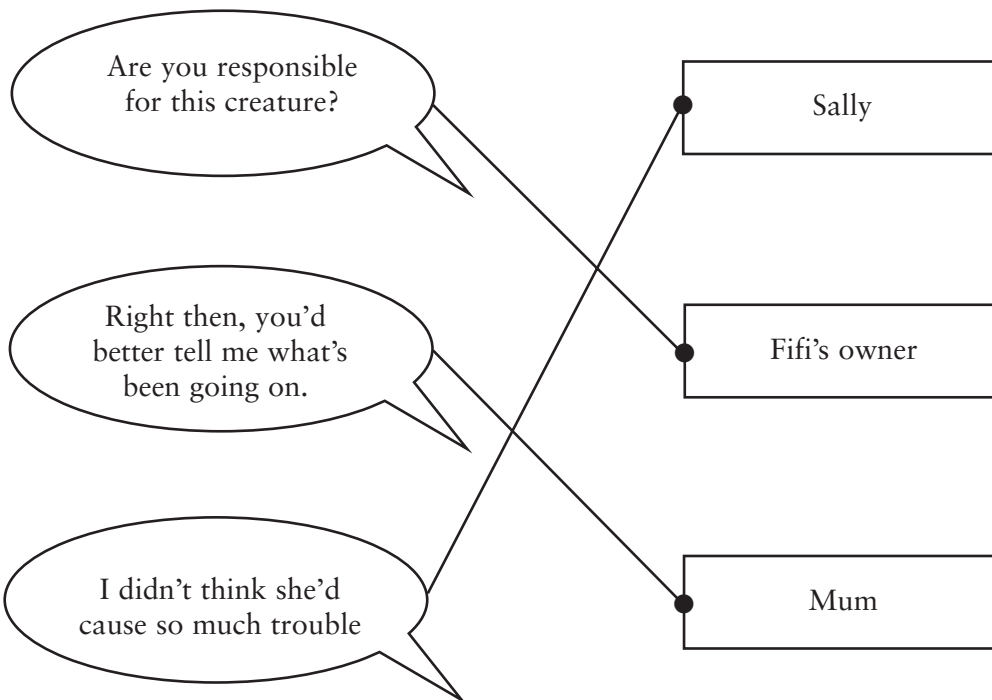 Are you responsible
for this creature?
Sally
Right then, you'd
better tell me what's
been going on.
Fifi's owner
I didn't think she'd
cause so much trouble
Mum